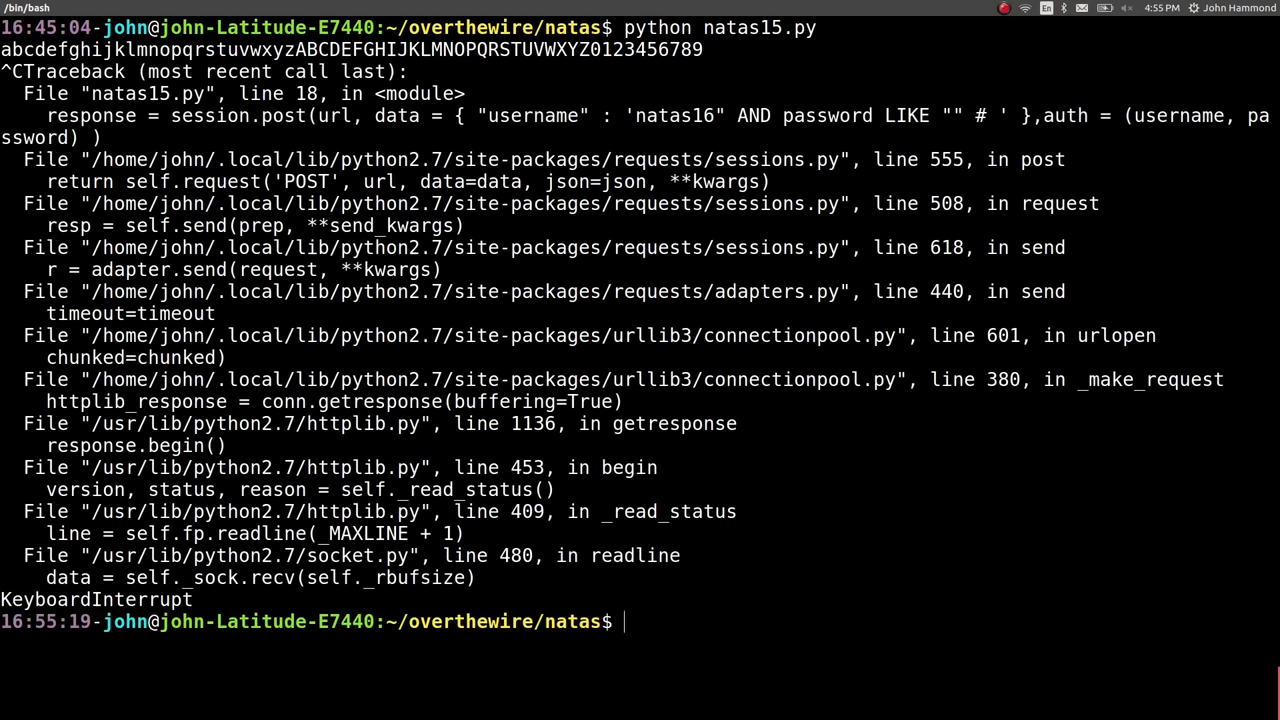 /bin/bash
En
4:55 PM
John Hammond
16:45:04-john@john-Latitude-E7440:~/overthewire/natas$ python natas15.py
abcdefghijklmnopqrstuvwxyzABCDEFGHIJKLMNOPQRSTUVWXYZ0123456789
^CTraceback (most recent call last):
  File "natas15.py", line 18, in <module>
    response = session.post(url, data = { "username" : 'natas16" AND password LIKE "" # ' },auth = (username, pa
ssword) )
  File "/home/john/.local/lib/python2.7/site-packages/requests/sessions.py", line 555, in post
    return self.request('POST', url, data=data, json=json, **kwargs)
  File "/home/john/.local/lib/python2.7/site-packages/requests/sessions.py", line 508, in request
    resp = self.send(prep, **send_kwargs)
  File "/home/john/.local/lib/python2.7/site-packages/requests/sessions.py", line 618, in send
    r = adapter.send(request, **kwargs)
  File "/home/john/.local/lib/python2.7/site-packages/requests/adapters.py", line 440, in send
    timeout=timeout
  File "/home/john/.local/lib/python2.7/site-packages/urllib3/connectionpool.py", line 601, in urlopen
    chunked=chunked)
  File "/home/john/.local/lib/python2.7/site-packages/urllib3/connectionpool.py", line 380, in _make_request
    httplib_response = conn.getresponse(buffering=True)
  File "/usr/lib/python2.7/httplib.py", line 1136, in getresponse
    response.begin()
  File "/usr/lib/python2.7/httplib.py", line 453, in begin
    version, status, reason = self._read_status()
  File "/usr/lib/python2.7/httplib.py", line 409, in _read_status
    line = self.fp.readline(_MAXLINE + 1)
  File "/usr/lib/python2.7/socket.py", line 480, in readline
    data = self._sock.recv(self._rbufsize)
KeyboardInterrupt
16:55:19-john@john-Latitude-E7440:~/overthewire/natas$